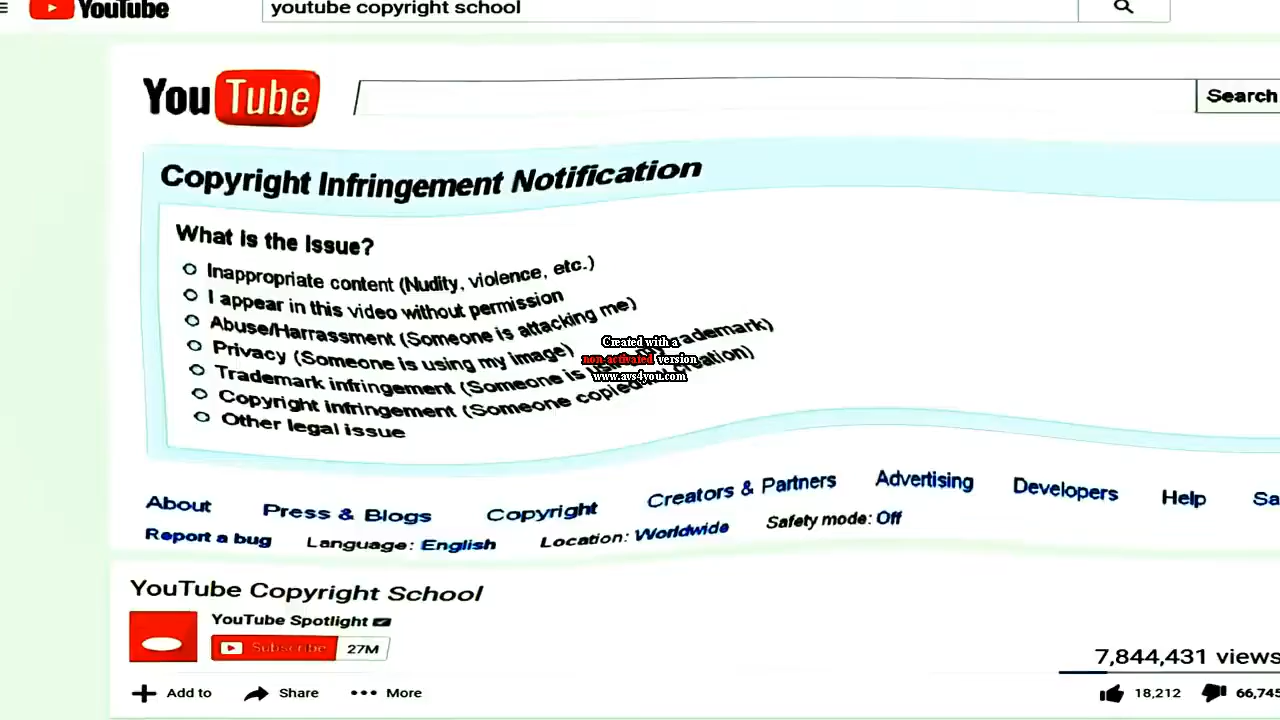 YouTube
youtube copyright school
YouTube
Search
Copyright Infringement Notification
What is the issue?
Inappropriate content (Nudity, violence, etc.)
I appear in this video without permission
Abuse/Harrassment (Someone is attacking me)
Privacy (Someone is using my image)
Trademark infringement (Someone is trademark)
Copyright infringement (Someone copied creation)
Other legal issue
Created with a
non-activated version
www.avs4you.com
About Press & Blogs Copyright Creators & Partners Advertising Developers Help
Report a bug Language: English Location: Worldwide Safety mode: Off
YouTube Copyright School
YouTube Spotlight
Subscribe 27M
7,844,431 views
Add to Share More 18,212 66,745